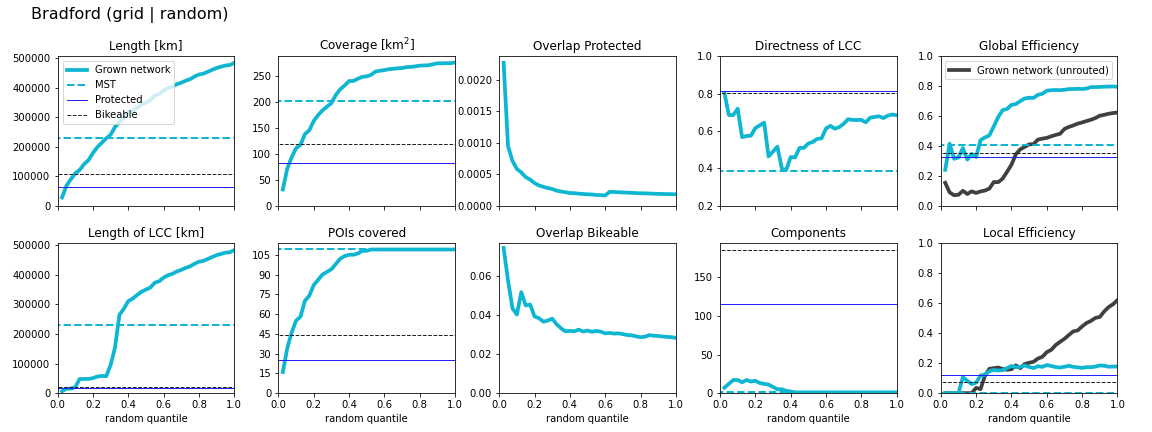 Bradford (grid | random)
Length [km]
500000
400000
300000
200000
100000
0
Grown network
MST
Protected
Bikeable
Coverage [km²]
250
200
150
100
50
0
Overlap Protected
0.0020
0.0015
0.0010
0.0005
0.0000
Directness of LCC
1.0
0.8
0.6
0.4
0.2
Global Efficiency
1.0
0.8
0.6
0.4
0.2
0.0
Grown network (unrouted)
Length of LCC [km]
500000
400000
300000
200000
100000
0
0.0 0.2 0.4 0.6 0.8 1.0
random quantile
POIs covered
105
90
75
60
45
30
15
0.0 0.2 0.4 0.6 0.8 1.0
random quantile
Overlap Bikeable
0.06
0.04
0.02
0.00
0.0 0.2 0.4 0.6 0.8 1.0
random quantile
Components
150
100
50
0
0.0 0.2 0.4 0.6 0.8 1.0
random quantile
Local Efficiency
1.0
0.8
0.6
0.4
0.2
0.0
0.0 0.2 0.4 0.6 0.8 1.0
random quantile